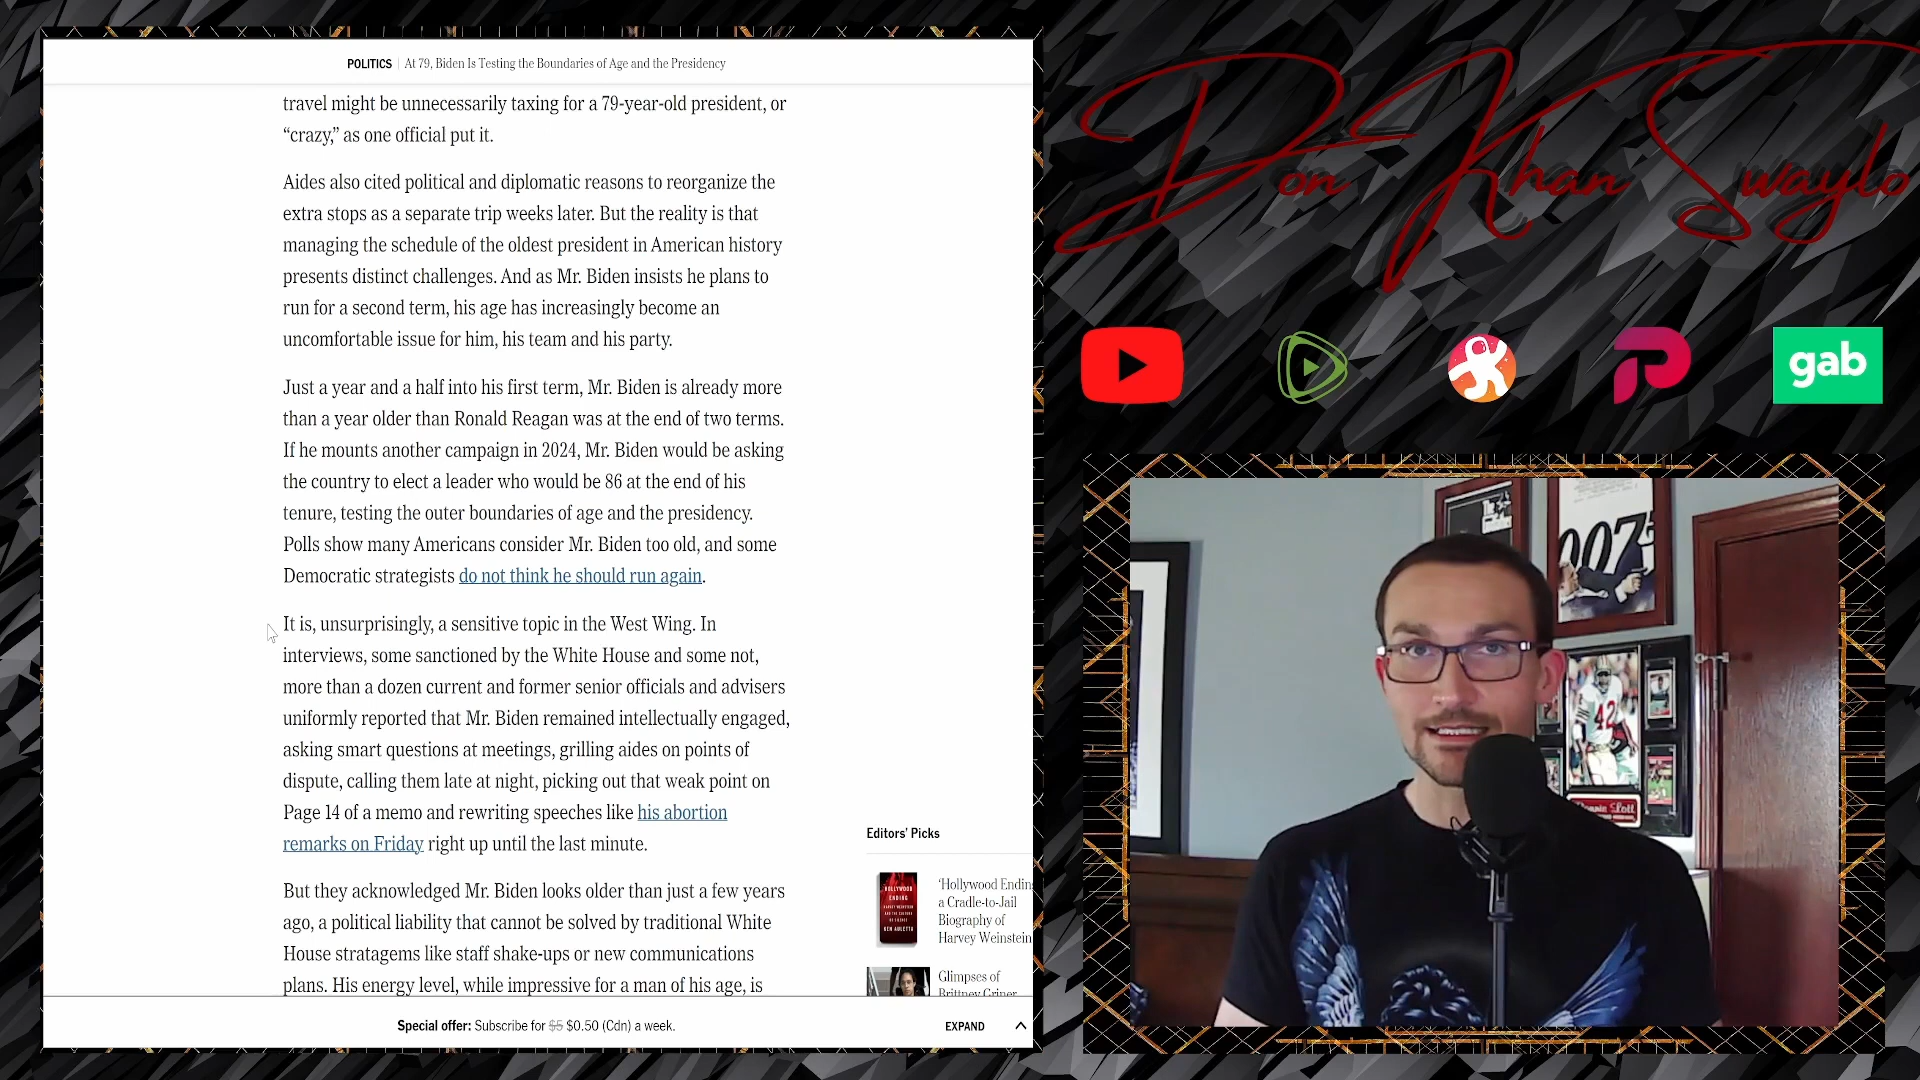 POLITICS At 79, Biden Is Testing the Boundaries of Age and the Presidency
travel might be unnecessarily taxing for a 79-year-old president, or
“crazy,” as one official put it.
Aides also cited political and diplomatic reasons to reorganize the
extra stops as a separate trip weeks later. But the reality is that
managing the schedule of the oldest president in American history
presents distinct challenges. And as Mr. Biden insists he plans to
run for a second term, his age has increasingly become an
uncomfortable issue for him, his team and his party.
Just a year and a half into his first term, Mr. Biden is already more
than a year older than Ronald Reagan was at the end of two terms.
If he mounts another campaign in 2024, Mr. Biden would be asking
the country to elect a leader who would be 86 at the end of his
tenure, testing the outer boundaries of age and the presidency.
Polls show many Americans consider Mr. Biden too old, and some
Democratic strategists do not think he should run again.
It is, unsurprisingly, a sensitive topic in the West Wing. In
interviews, some sanctioned by the White House and some not,
more than a dozen current and former senior officials and advisers
uniformly reported that Mr. Biden remained intellectually engaged,
asking smart questions at meetings, grilling aides on points of
dispute, calling them late at night, picking out that weak point on
Page 14 of a memo and rewriting speeches like his abortion
remarks on Friday right up until the last minute.
But they acknowledged Mr. Biden looks older than just a few years
ago, a political liability that cannot be solved by traditional White
House stratagems like staff shake-ups or new communications
plans. His energy level, while impressive for a man of his age, is
Editors’ Picks
HOLLYWOOD
ENDING
KEN AULETTA
‘Hollywood Ending
a Cradle-to-Jail
Biography of
Harvey Weinstein
Glimpses of
Brittney Griner
Special offer: Subscribe for $5 $0.50 (Cdn) a week.
EXPAND
Don Khan Swaylo
gab
The
Godfather
007
42
Ronnie Lott